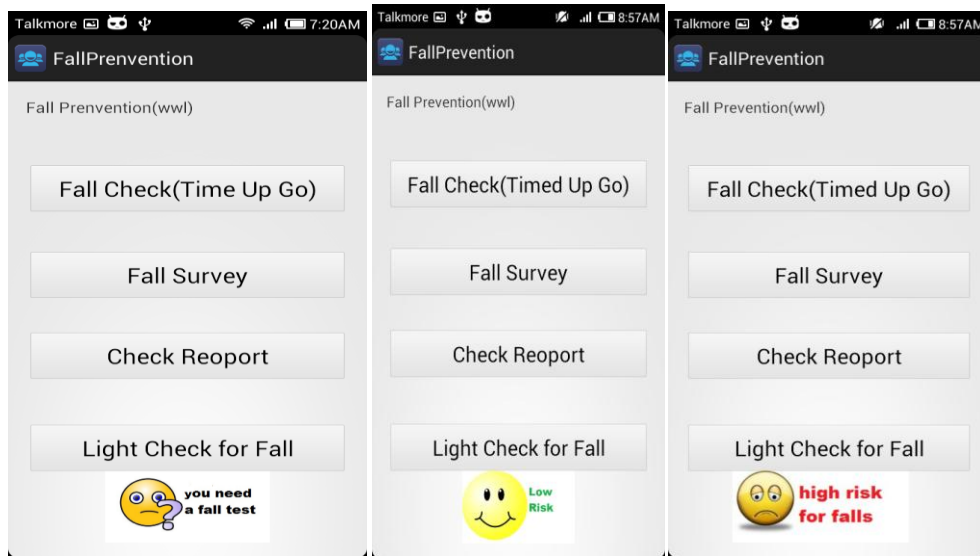 Talkmore 7:20AM
FallPrenvention
Fall Prenvention(wwl)
Fall Check(Time Up Go)
Fall Survey
Check Reoport
Light Check for Fall
you need
a fall test
Talkmore 8:57AM
FallPrevention
Fall Prevention(wwl)
Fall Check(Timed Up Go)
Fall Survey
Check Reoport
Light Check for Fall
Low
Risk
Talkmore 8:57AM
FallPrevention
Fall Prevention(wwl)
Fall Check(Timed Up Go)
Fall Survey
Check Reoport
Light Check for Fall
high risk
for falls